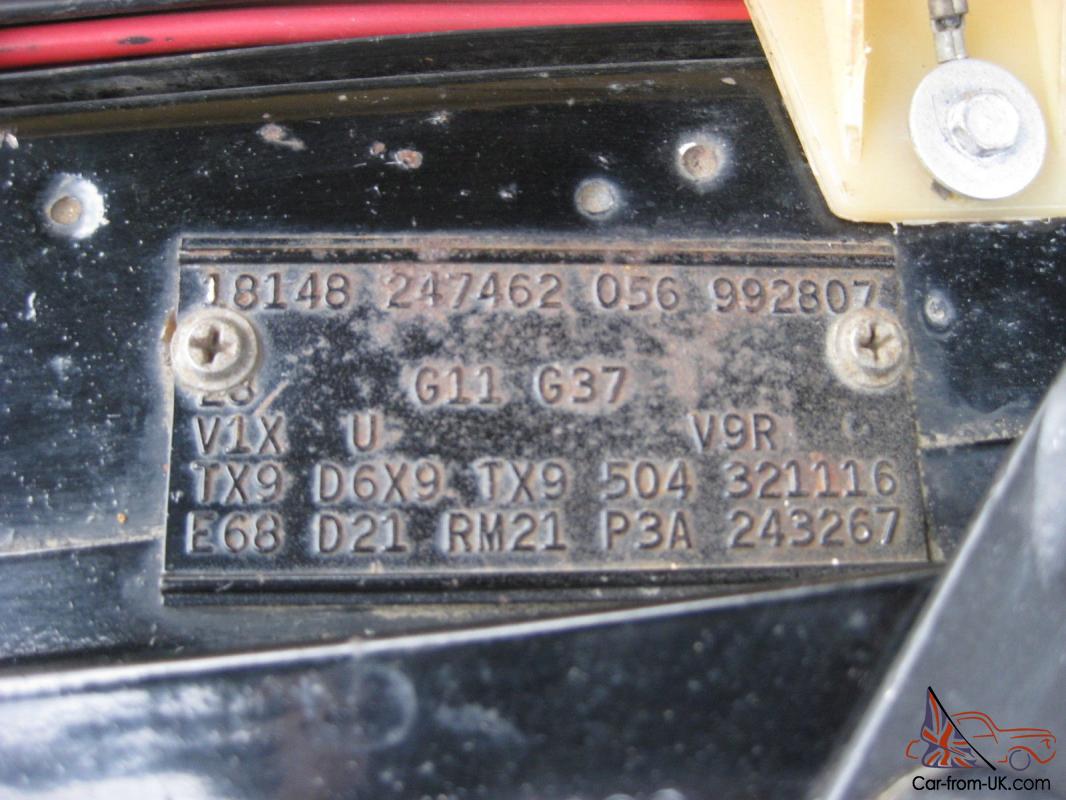 18148 247462 056 992807
26 G11 G37
V1X U V9R
TX9 D6X9 TX9 504 321116
E68 D21 RM21 P3A 243267
Car-from-UK.com